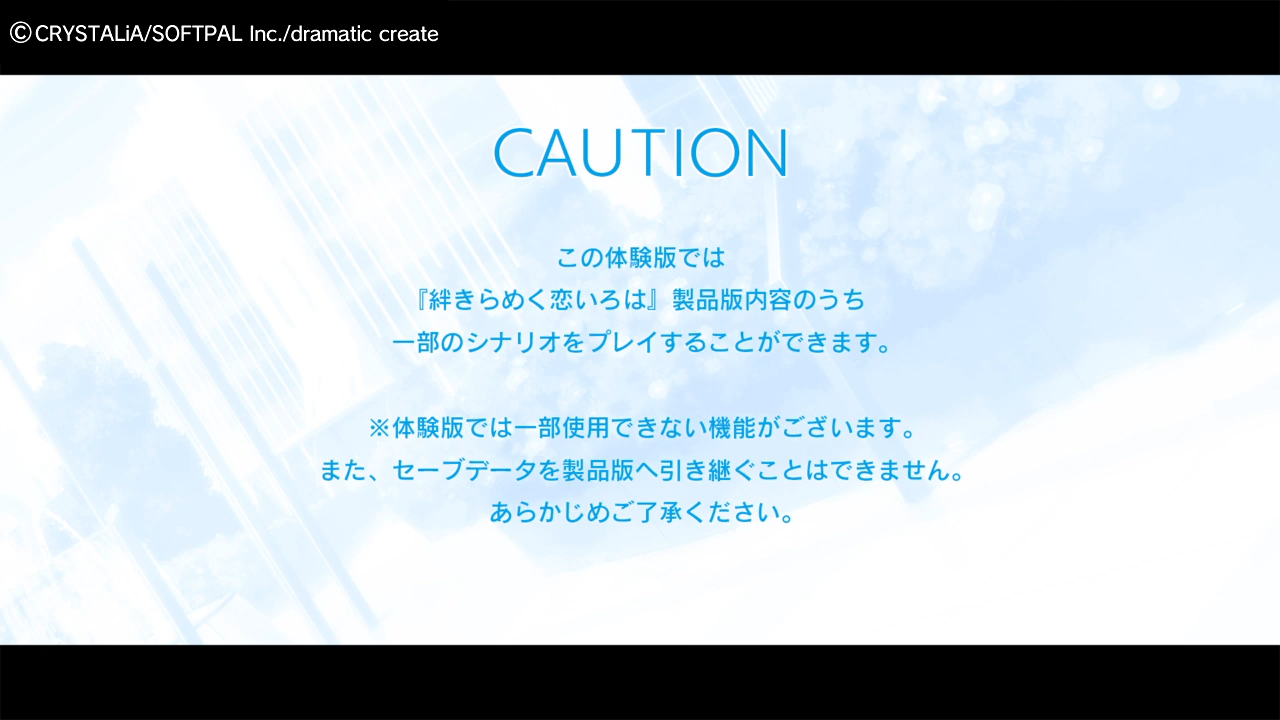 ©CRYSTALiA/SOFTPAL Inc./dramatic create
CAUTION
この体験版では
『絆きらめく恋いろは』製品版内容のうち
一部のシナリオをプレイすることができます。
※体験版では一部使用できない機能がございます。
また、セーブデータを製品版へ引き継ぐことはできません。
あらかじめご了承ください。